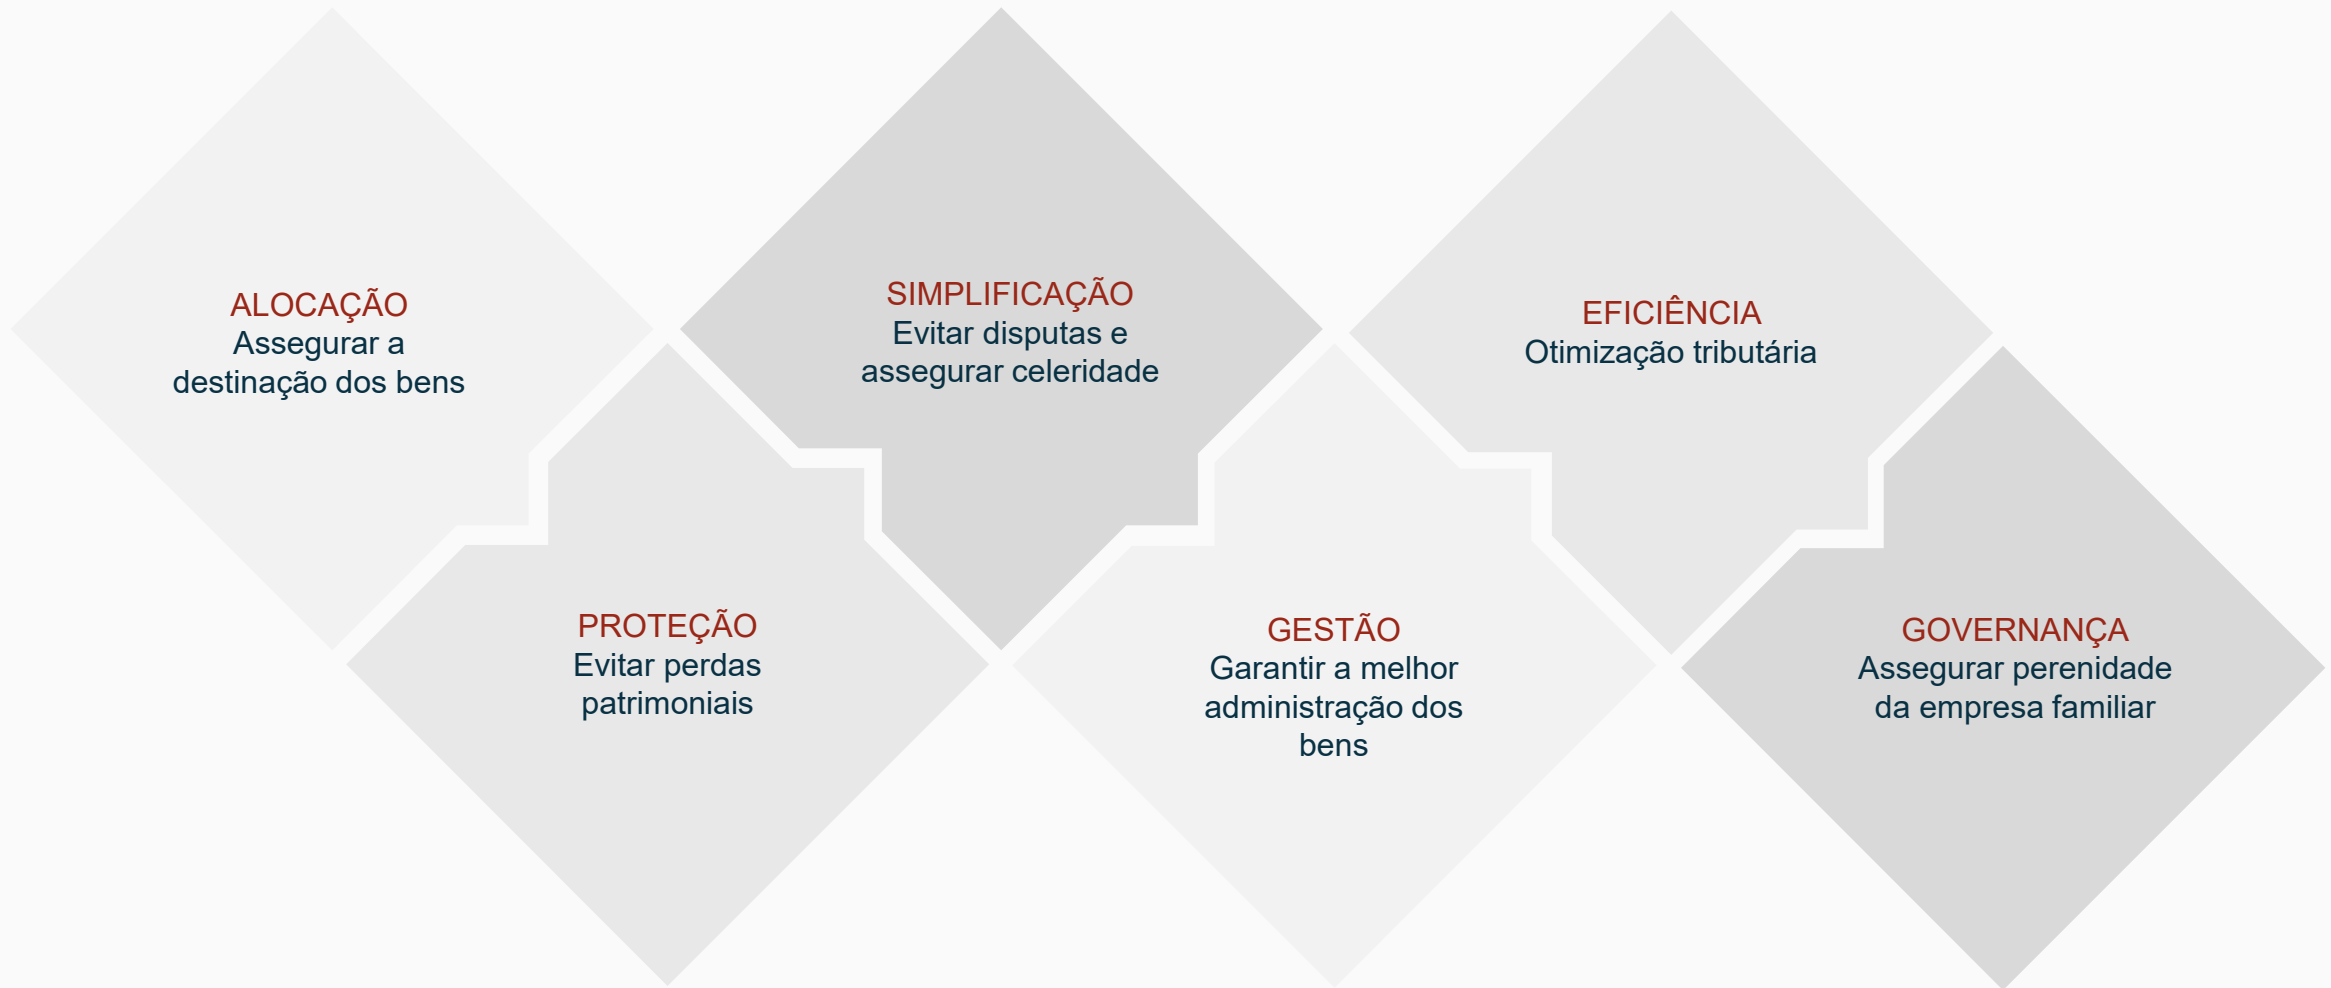 ALOCAÇÃO
Assegurar a
destinação dos bens
PROTEÇÃO
Evitar perdas
patrimoniais
SIMPLIFICAÇÃO
Evitar disputas e
assegurar celeridade
GESTÃO
Garantir a melhor
administração dos
bens
EFICIÊNCIA
Otimização tributária
GOVERNANÇA
Assegurar perenidade
da empresa familiar